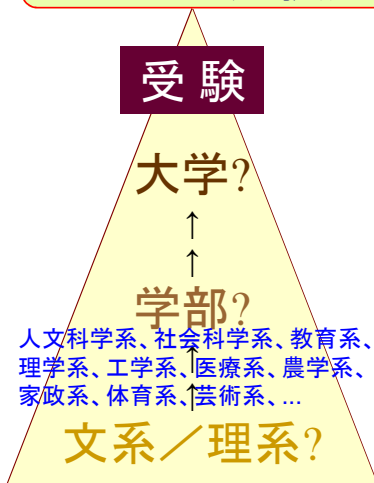 受 験
大学?
↑
↑
学部?
人文科学系、社会科学系、教育系、
理学系、工学系、医療系、農学系、
家政系、体育系、芸術系、...
↑
↑
文系／理系?